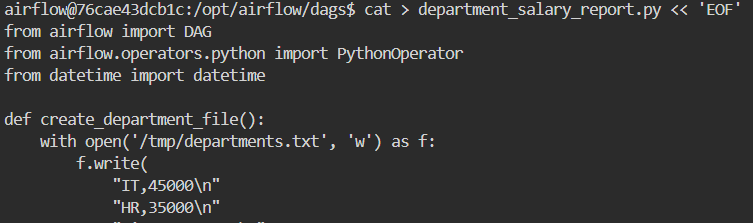 airflow@76cae43dcb1c:/opt/airflow/dags$ cat > department_salary_report.py << 'EOF'
from airflow import DAG
from airflow.operators.python import PythonOperator
from datetime import datetime

def create_department_file():
    with open('/tmp/departments.txt', 'w') as f:
        f.write(
            "IT,45000\n"
            "HR,35000\n"